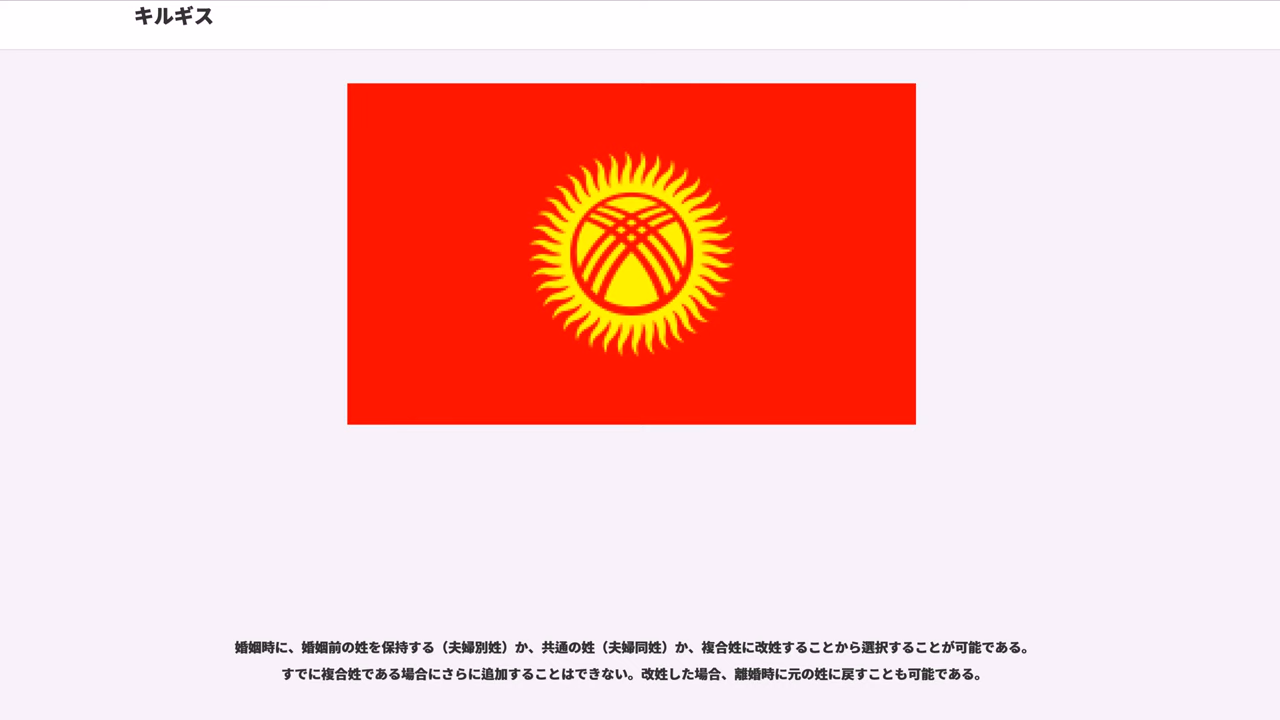 キルギス
婚姻時に、婚姻前の姓を保持する（夫婦別姓）か、共通の姓（夫婦同姓）か、複合姓に改姓することから選択することが可能である。
すでに複合姓である場合にさらに追加することはできない。改姓した場合、離婚時に元の姓に戻すことも可能である。